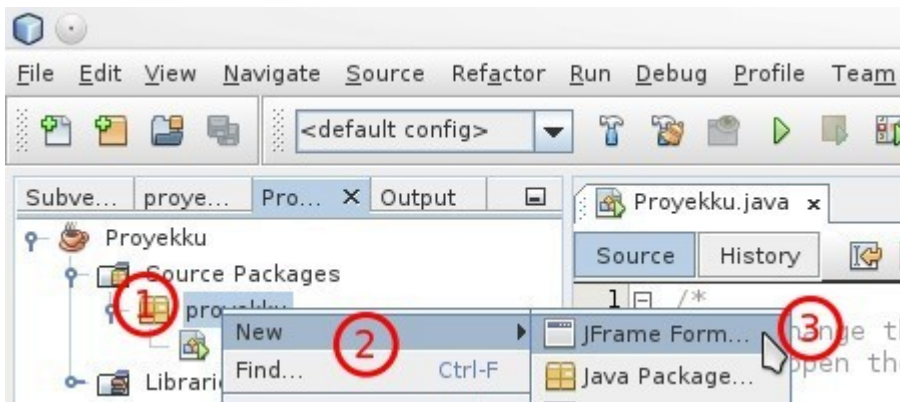 File Edit View Navigate Source Refactor Run Debug Profile Team
<default config>
Subve... proye... Pro... Output
Proyekku.java
Proyekku
Source History
Source Packages
1 /*
1
New
2
JFrame Form...
3
Find... Ctrl-F
Java Package...